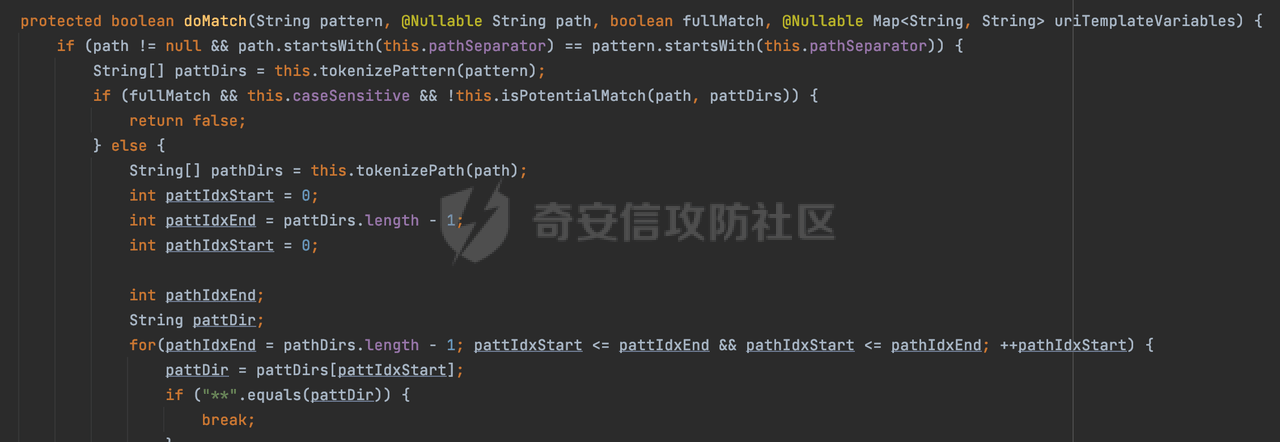 protected boolean doMatch(String pattern, @Nullable String path, boolean fullMatch, @Nullable Map<String, String> uriTemplateVariables) {
if (path != null && path.startsWith(this.pathSeparator) == pattern.startsWith(this.pathSeparator)) {
String[] pattDirs = this.tokenizePattern(pattern);
if (fullMatch && this.caseSensitive && !this.isPotentialMatch(path, pattDirs)) {
return false;
} else {
String[] pathDirs = this.tokenizePath(path);
int pattIdxStart = 0;
int pattIdxEnd = pattDirs.length - 1;
int pathIdxStart = 0;
奇安信攻防社区
int pathIdxEnd;
String pattDir;
for(pathIdxEnd = pathDirs.length - 1; pattIdxStart <= pattIdxEnd && pathIdxStart <= pathIdxEnd; ++pathIdxStart) {
pattDir = pattDirs[pattIdxStart];
if ("**".equals(pattDir)) {
break;
}